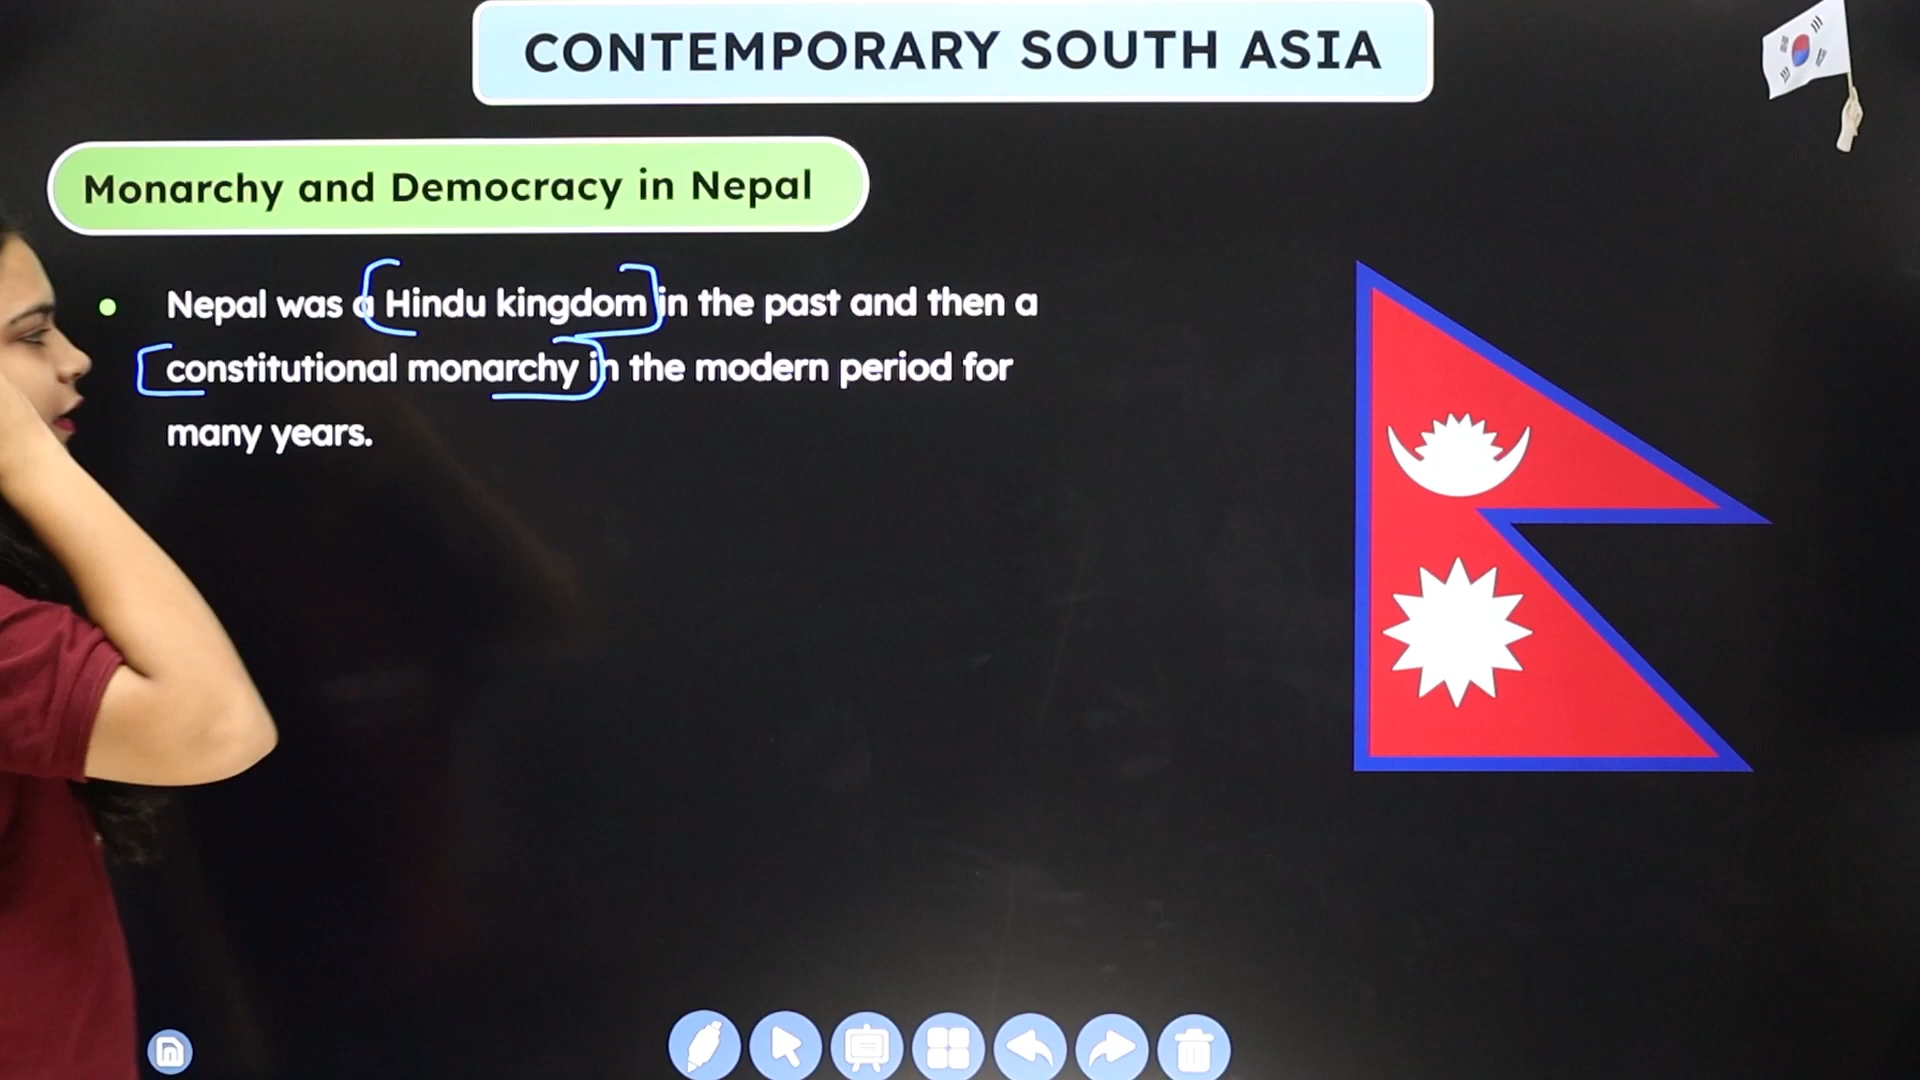 CONTEMPORARY SOUTH ASIA
Monarchy and Democracy in Nepal
Nepal was a Hindu kingdom in the past and then a
constitutional monarchy in the modern period for
many years.